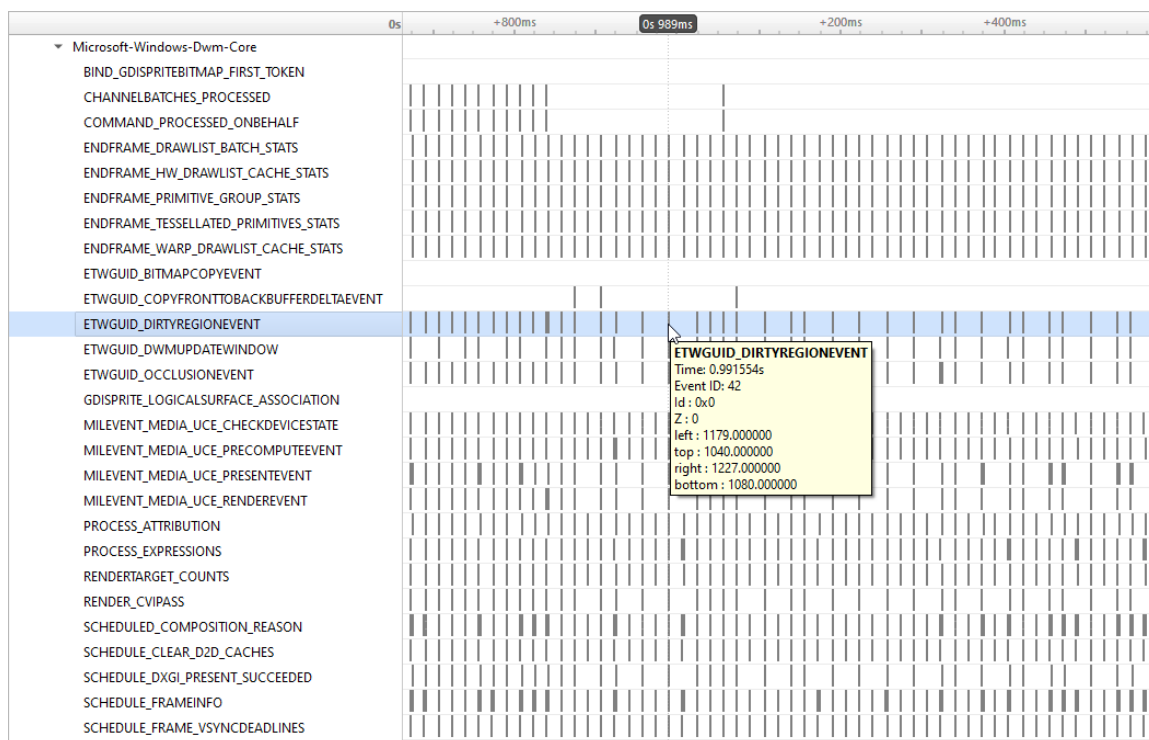 0s +800ms 0s 989ms +200ms +400ms
Microsoft-Windows-Dwm-Core
BIND_GDISPRITEBITMAP_FIRST_TOKEN
CHANNELBATCHES_PROCESSED
COMMAND_PROCESSED_ONBEHALF
ENDFRAME_DRAWLIST_BATCH_STATS
ENDFRAME_HW_DRAWLIST_CACHE_STATS
ENDFRAME_PRIMITIVE_GROUP_STATS
ENDFRAME_TESSELLATED_PRIMITIVES_STATS
ENDFRAME_WARP_DRAWLIST_CACHE_STATS
ETWGUID_BITMAPCOPYEVENT
ETWGUID_COPYFRONTTOBACKBUFFERDELTAEVENT
ETWGUID_DIRTYREGIONEVENT
ETWGUID_DWMUPDATEWINDOW
ETWGUID_OCCLUSIONEVENT
GDISPRITE_LOGICALSURFACE_ASSOCIATION
MILEVENT_MEDIA_UCE_CHECKDEVICESTATE
MILEVENT_MEDIA_UCE_PRECOMPUTEEVENT
MILEVENT_MEDIA_UCE_PRESENTEVENT
MILEVENT_MEDIA_UCE_RENDEREVENT
PROCESS_ATTRIBUTION
PROCESS_EXPRESSIONS
RENDERTARGET_COUNTS
RENDER_CVIPASS
SCHEDULED_COMPOSITION_REASON
SCHEDULE_CLEAR_D2D_CACHES
SCHEDULE_DXGI_PRESENT_SUCCEEDED
SCHEDULE_FRAMEINFO
SCHEDULE_FRAME_VSYNCDEADLINES
ETWGUID_DIRTYREGIONEVENT
Time: 0.991554s
Event ID: 42
Id : 0x0
Z : 0
left : 1179.000000
top : 1040.000000
right : 1227.000000
bottom : 1080.000000